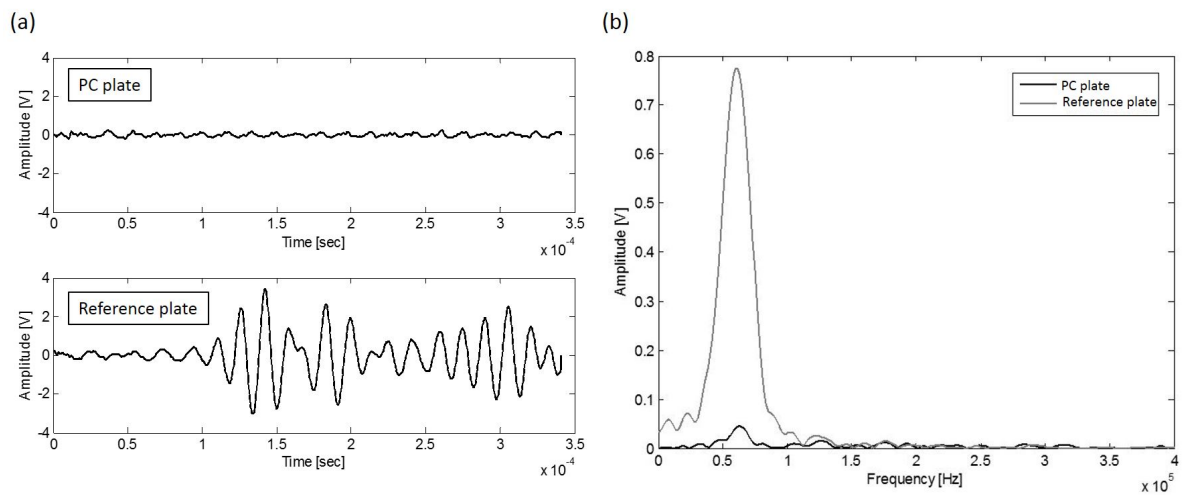 (a)
4
2
0
-2
-4
Amplitude [V]
PC plate
0 0.5 1 1.5 2 2.5 3 3.5
Time [sec]
x 10^-4
4
2
0
-2
-4
Amplitude [V]
Reference plate
0 0.5 1 1.5 2 2.5 3 3.5
Time [sec]
x 10^-4
(b)
0.8
0.7
0.6
0.5
0.4
0.3
0.2
0.1
0
Amplitude [V]
PC plate
Reference plate
0 0.5 1 1.5 2 2.5 3 3.5 4
Frequency [Hz]
x 10^5